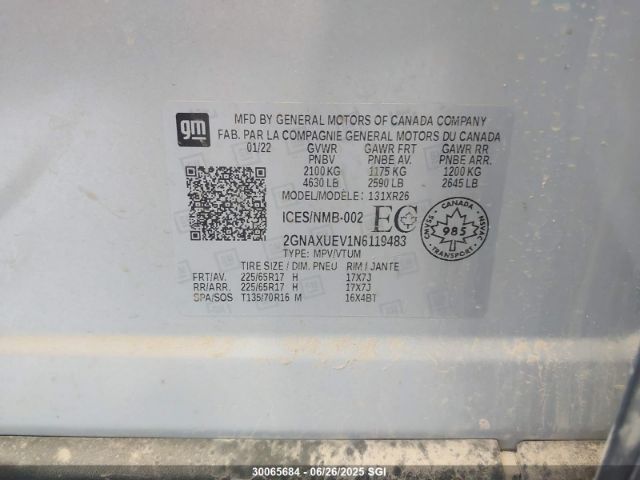 gm
MFD BY GENERAL MOTORS OF CANADA COMPANY
FAB. PAR LA COMPAGNIE GENERAL MOTORS DU CANADA
01/22 GVWR GAWR FRT GAWR RR
PNBV PNBE AV. PNBE ARR.
2100 KG 1175 KG 1200 KG
4630 LB 2590 LB 2645 LB
MODEL/MODÈLE: 131XR26
ICES/NMB-002 EC
2GNAXUEV1N6119483
TYPE: MPV/VTUM
CANADA
985
NSVAC
TRANSPORT
TIRE SIZE / DIM. PNEU RIM / JANTE
FRT/AV. 225/65R17 H 17X7J
RR/ARR. 225/65R17 H 17X7J
SPA/SOS T135/70R16 M 16X4BT
30065684 - 06/26/2025 SGI